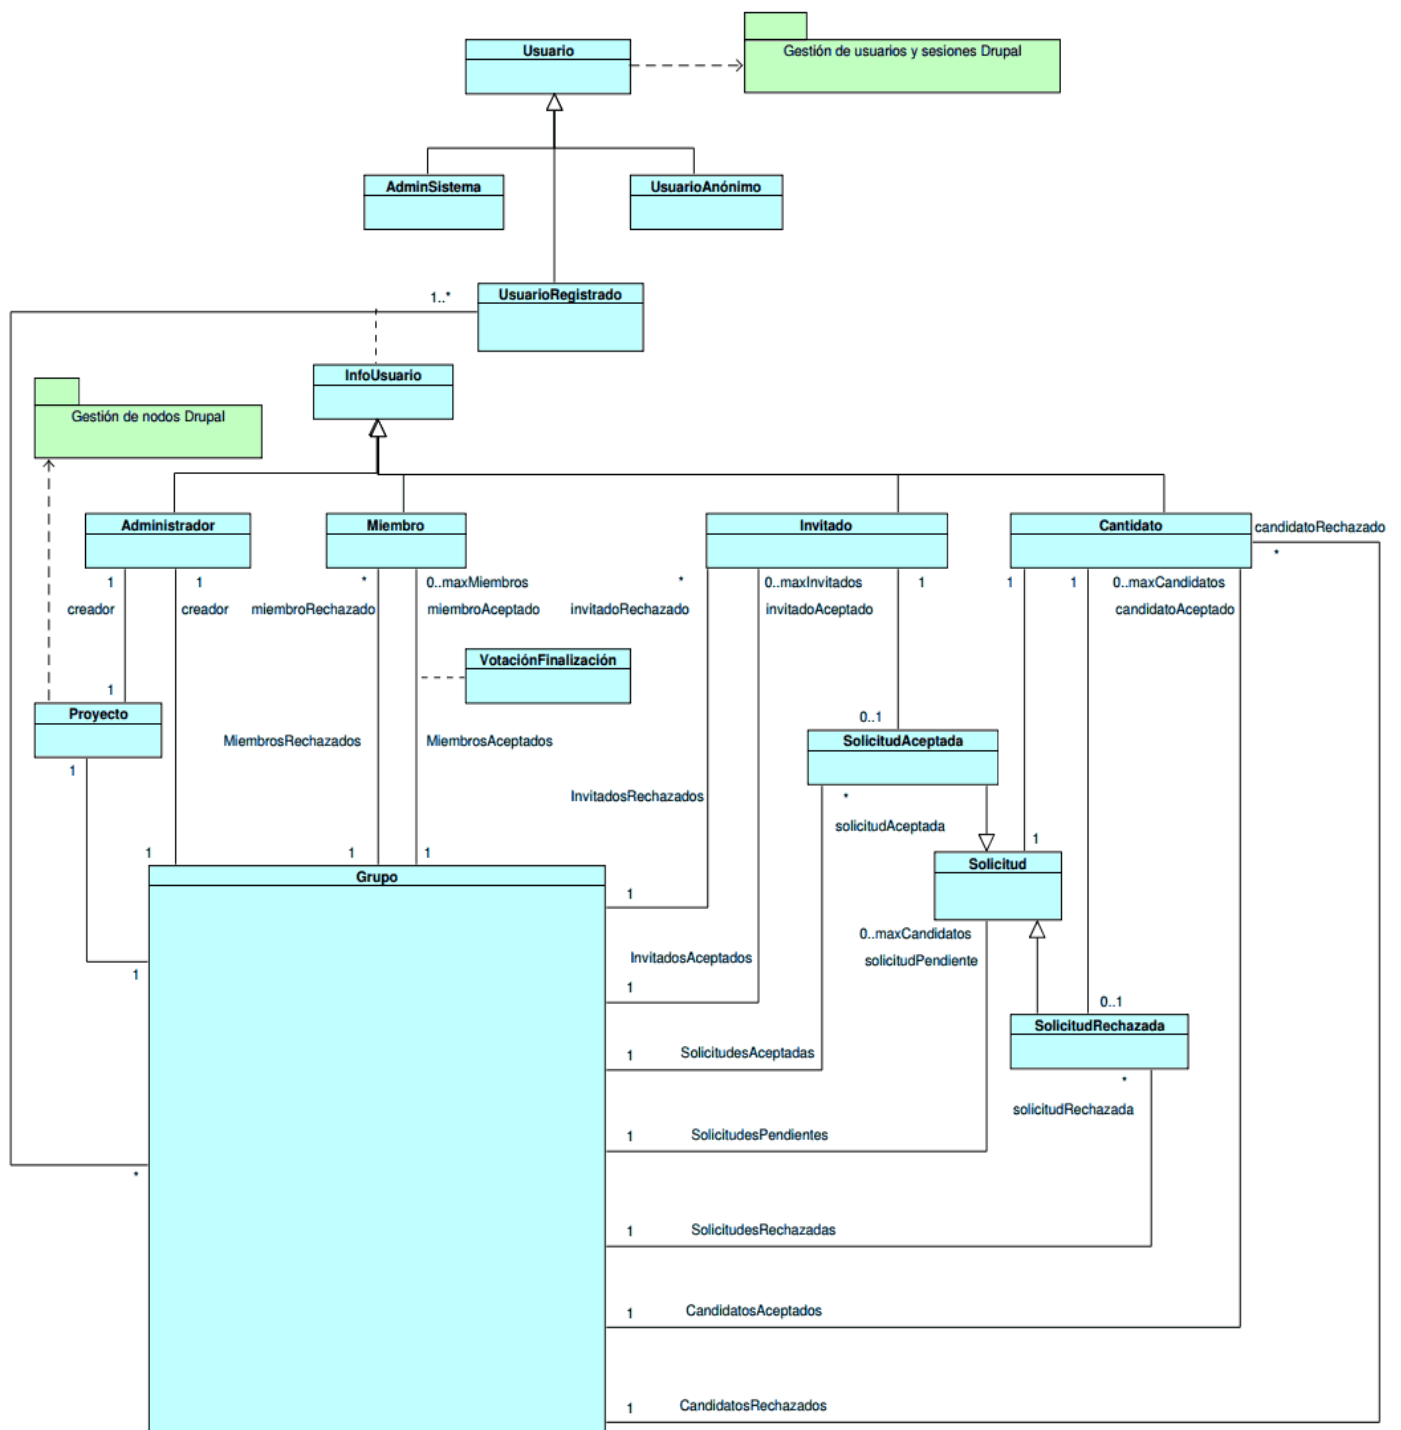 Usuario
Gestión de usuarios y sesiones Drupal
AdminSistema
UsuarioAnónimo
1..*
UsuarioRegistrado
InfoUsuario
Gestión de nodos Drupal
Administrador
Miembro
Invitado
Cantidato
candidatoRechazado
*
1
1
*
0..maxMiembros
*
0..maxInvitados
1
1
1
0..maxCandidatos
creador
creador
miembroRechazado
miembroAceptado
invitadoRechazado
invitadoAceptado
candidatoAceptado
VotaciónFinalización
1
Proyecto
0..1
SolicitudAceptada
MiembrosRechazados
MiembrosAceptados
1
InvitadosRechazados
*
solicitudAceptada
1
1
1
1
Solicitud
Grupo
1
0..maxCandidatos
solicitudPendiente
InvitadosAceptados
1
1
0..1
SolicitudRechazada
1
SolicitudesAceptadas
*
solicitudRechazada
1
SolicitudesPendientes
*
1
SolicitudesRechazadas
1
CandidatosAceptados
1
CandidatosRechazados